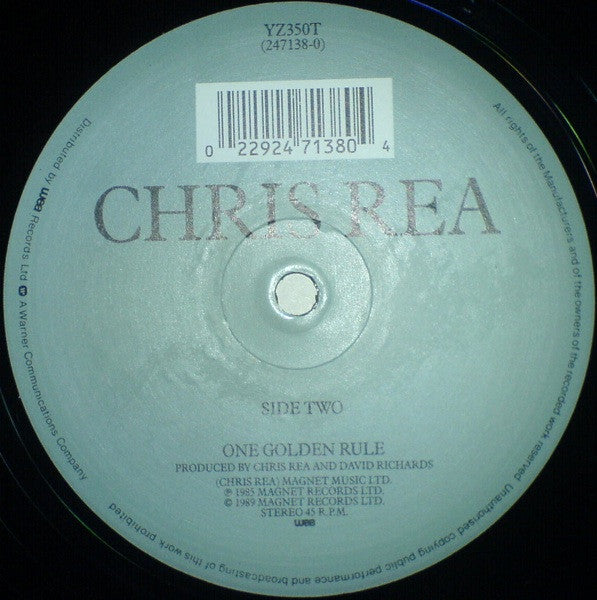 YZ350T
(247138-0)
0 22924 71380 4
CHRIS REA
SIDE TWO
ONE GOLDEN RULE
PRODUCED BY CHRIS REA AND DAVID RICHARDS
(CHRIS REA) MAGNET MUSIC LTD.
℗ 1985 MAGNET RECORDS LTD.
© 1989 MAGNET RECORDS LTD.
STEREO 45 R.P.M.
wea
All rights of the Manufacturers and of the owners of the recorded work reserved
Unauthorised copying public performance and broadcasting of this work prohibited
Distributed by wea Records Ltd A Warner Communications Company